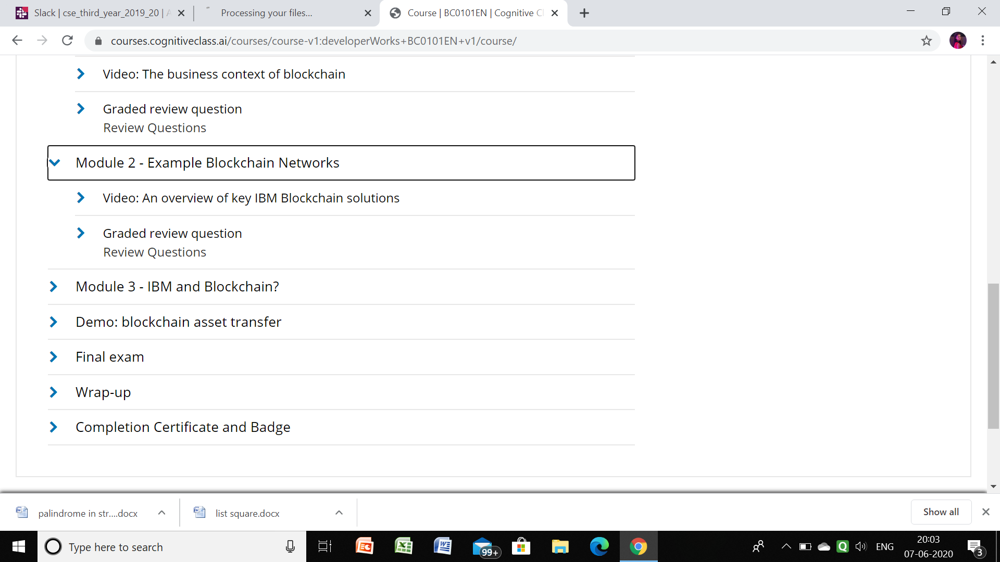 Slack | cse_third_year_2019_20 |
Processing your files...
Course | BC0101EN | Cognitive Cl
courses.cognitiveclass.ai/courses/course-v1:developerWorks+BC0101EN+v1/course/
Video: The business context of blockchain
Graded review question
Review Questions
Module 2 - Example Blockchain Networks
Video: An overview of key IBM Blockchain solutions
Graded review question
Review Questions
Module 3 - IBM and Blockchain?
Demo: blockchain asset transfer
Final exam
Wrap-up
Completion Certificate and Badge
palindrome in str....docx
list square.docx
Show all
Type here to search
99+
Q
ENG
20:03
07-06-2020
3